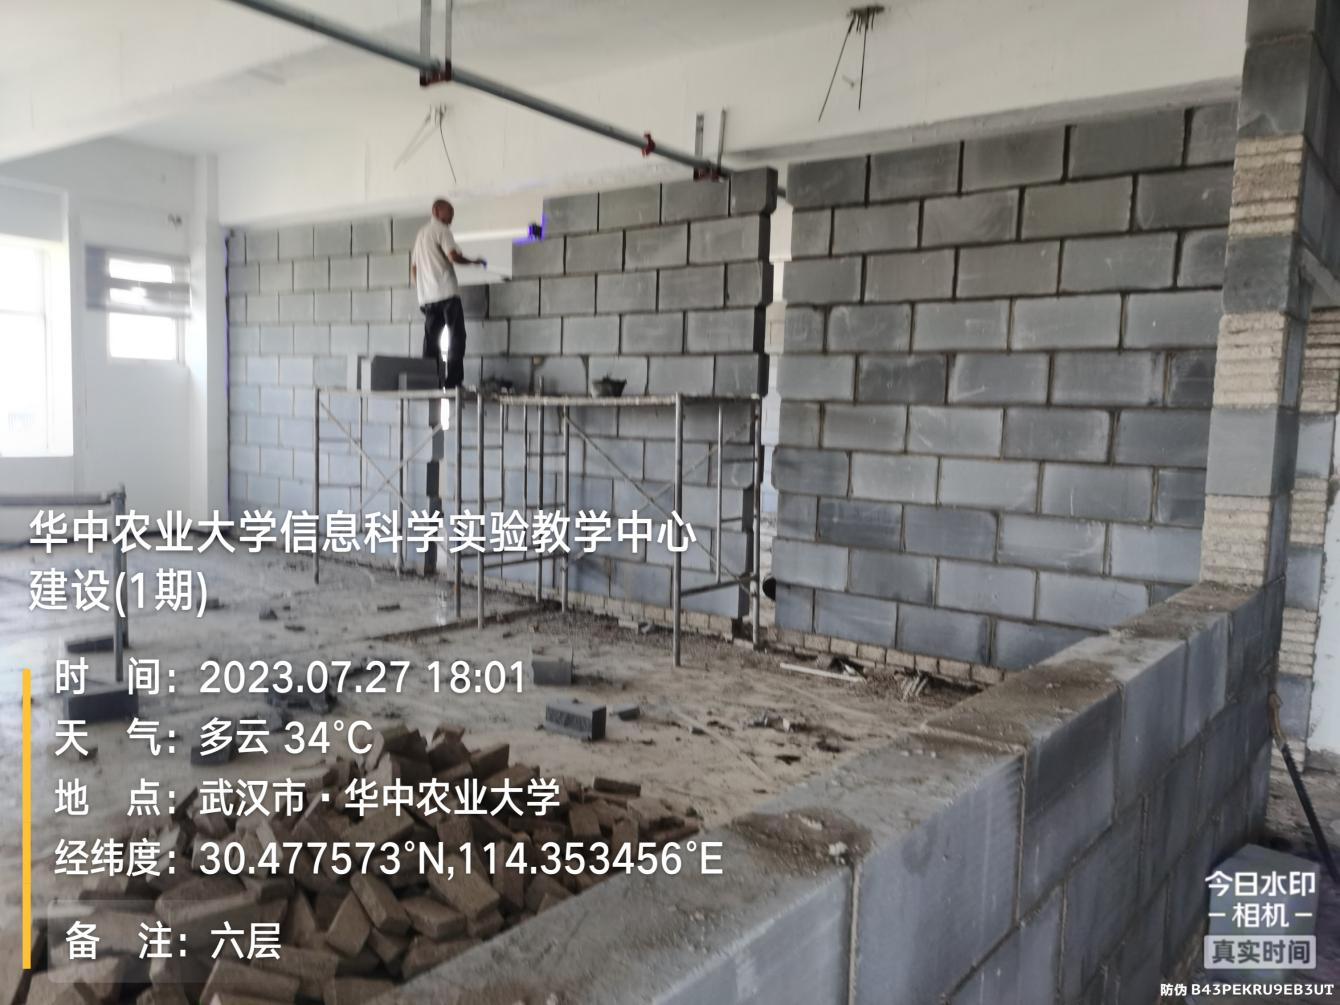 华中农业大学信息科学实验教学中心
建设(1期)
时 间: 2023.07.27 18:01
天 气: 多云 34°C
地 点: 武汉市·华中农业大学
经纬度: 30.477573°N,114.353456°E
备 注: 六层
今日水印
-相机-
真实时间
防伪 B43PEKRU9EB3UT